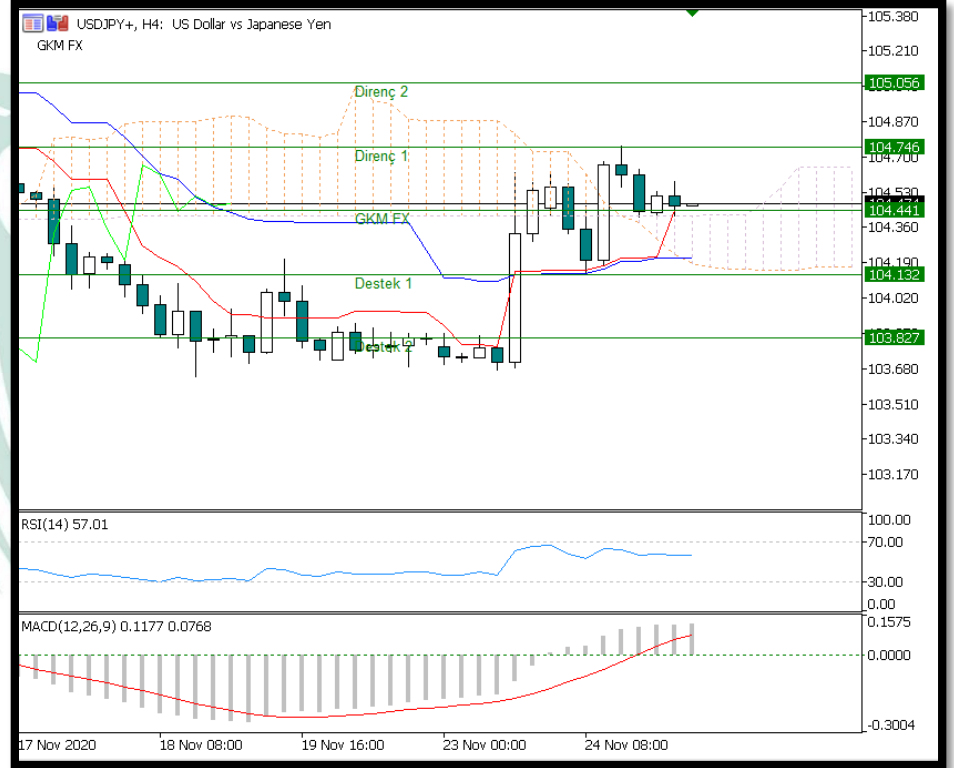 USDJPY+, H4: US Dollar vs Japanese Yen
GKM FX
105.380
105.210
105.056
Direnç 2
104.870
104.746
Direnç 1
104.700
104.530
104.441
GKM FX
104.360
104.190
104.132
Destek 1
104.020
103.827
Destek 2
103.680
103.510
103.340
103.170
RSI(14) 57.01
100.00
70.00
30.00
0.00
MACD(12,26,9) 0.1177 0.0768
0.1575
0.0000
-0.3004
17 Nov 2020 18 Nov 08:00 19 Nov 16:00 23 Nov 00:00 24 Nov 08:00